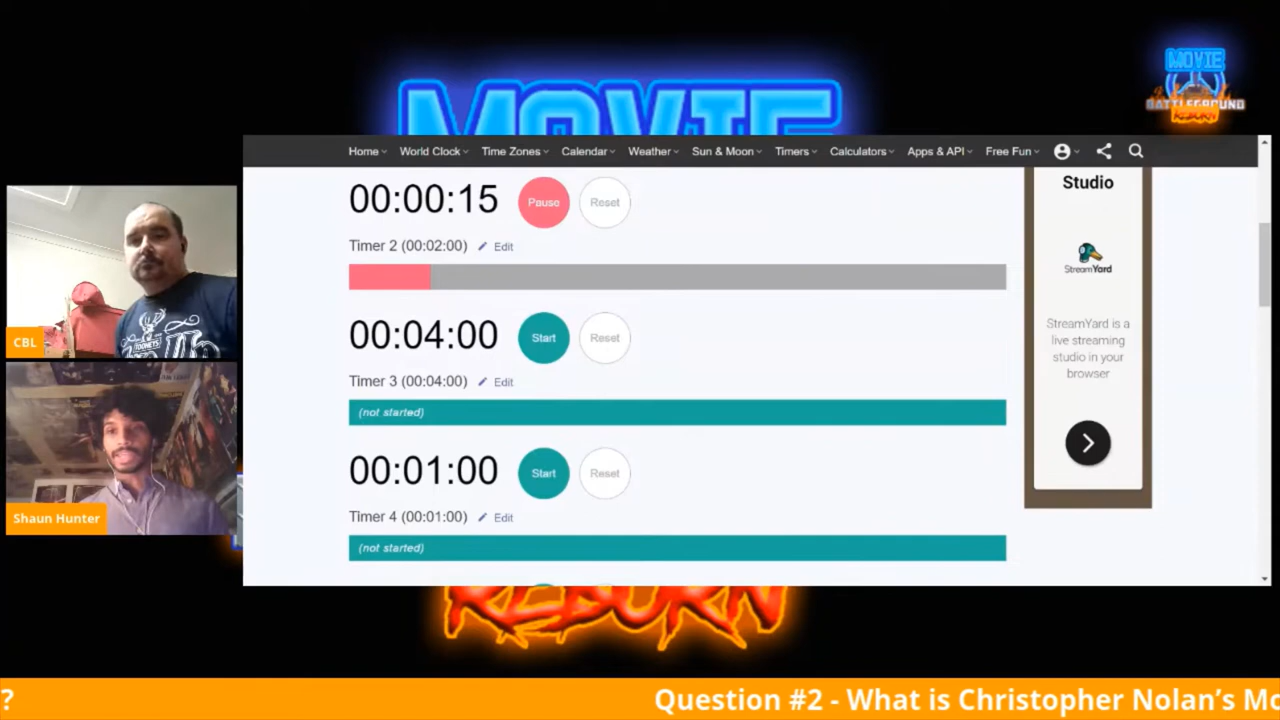 MOVIE
MOVIE
BATTLEGROUND
REBORN
Home World Clock Time Zones Calendar Weather Sun & Moon Timers Calculators Apps & API Free Fun
00:00:15 Pause Reset
Timer 2 (00:02:00) Edit
00:04:00 Start Reset
Timer 3 (00:04:00) Edit
(not started)
00:01:00 Start Reset
Timer 4 (00:01:00) Edit
(not started)
Studio
StreamYard
StreamYard is a
live streaming
studio in your
browser
CBL
Shaun Hunter
REBORN
? Question #2 - What is Christopher Nolan's Mo